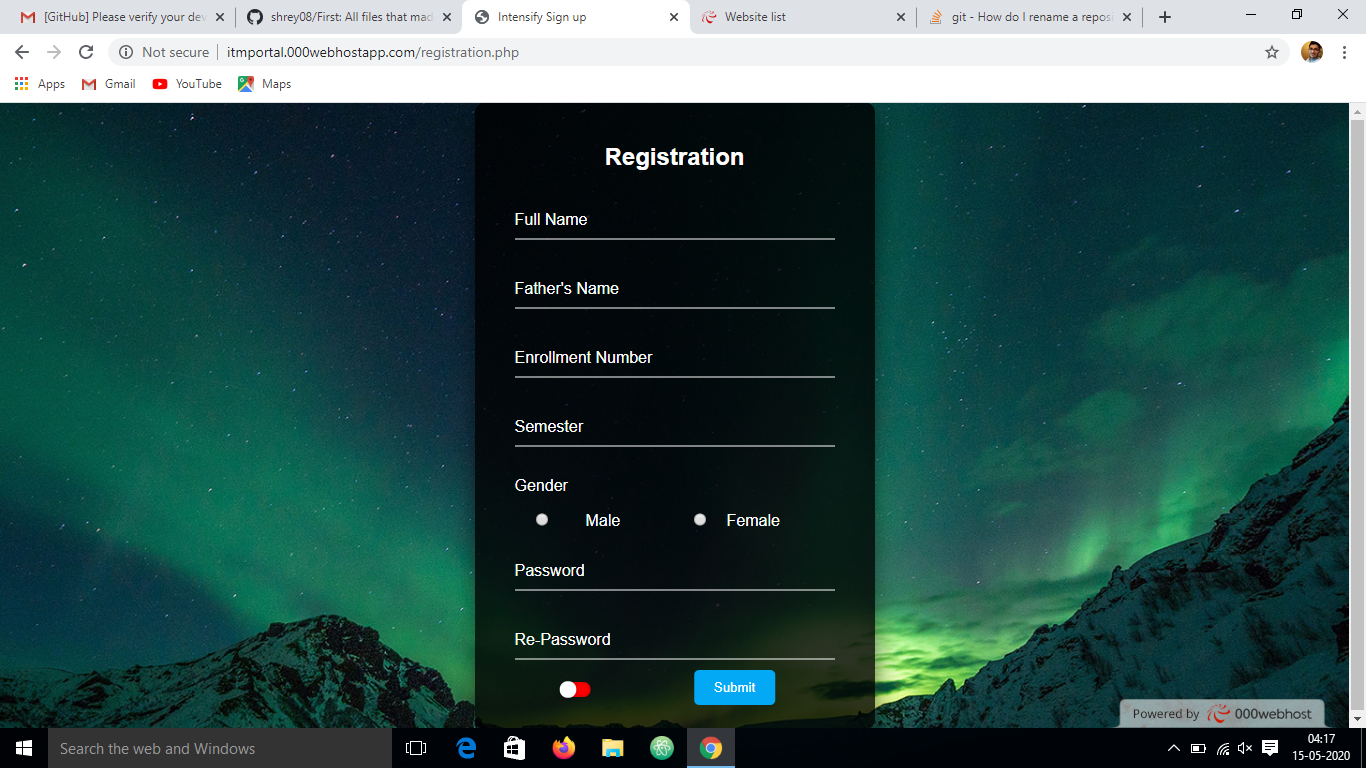 [GitHub] Please verify your dev
shrey08/First: All files that mad
Intensify Sign up
Website list
git - How do I rename a reposi
Not secure
itmportal.000webhostapp.com/registration.php
Apps
Gmail
YouTube
Maps
Registration
Full Name
Father's Name
Enrollment Number
Semester
Gender
Male
Female
Password
Re-Password
Submit
Powered by 000webhost
Search the web and Windows
04:17
15-05-2020